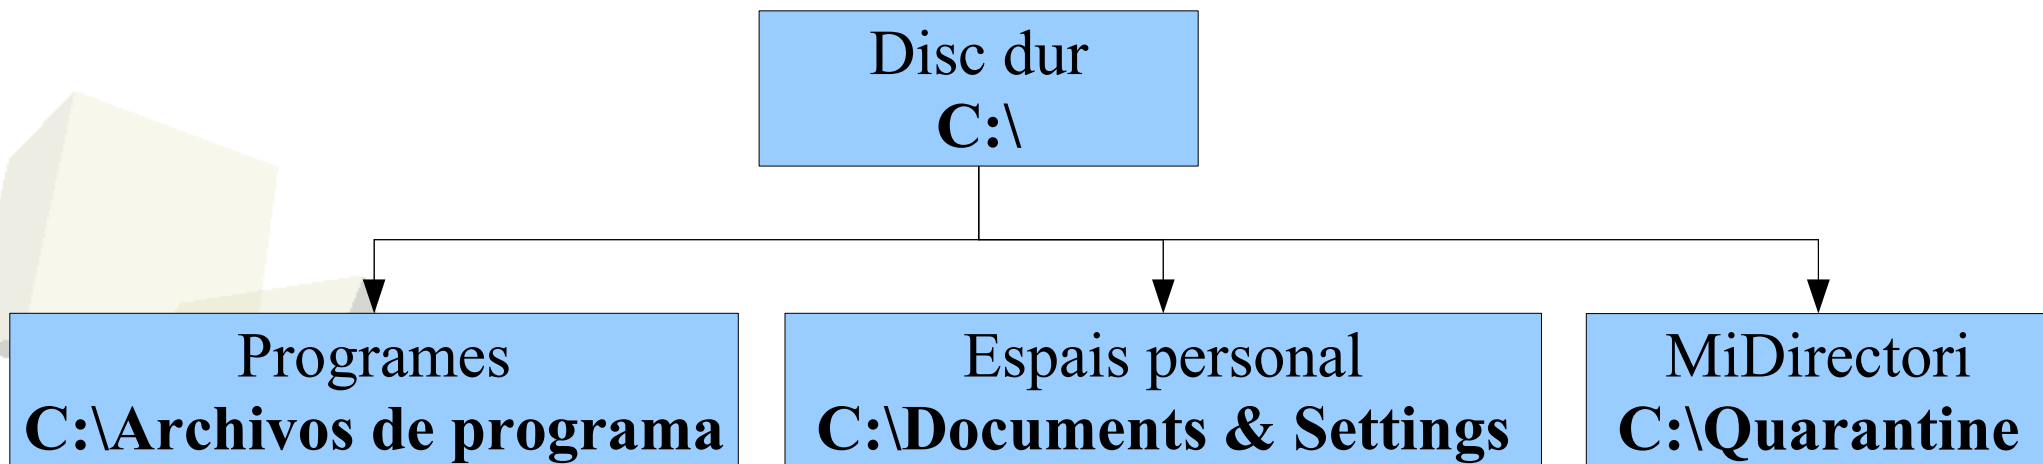 Disc dur
C:\
Programes
C:\Archivos de programa
Espais personal
C:\Documents & Settings
MiDirectori
C:\Quarantine